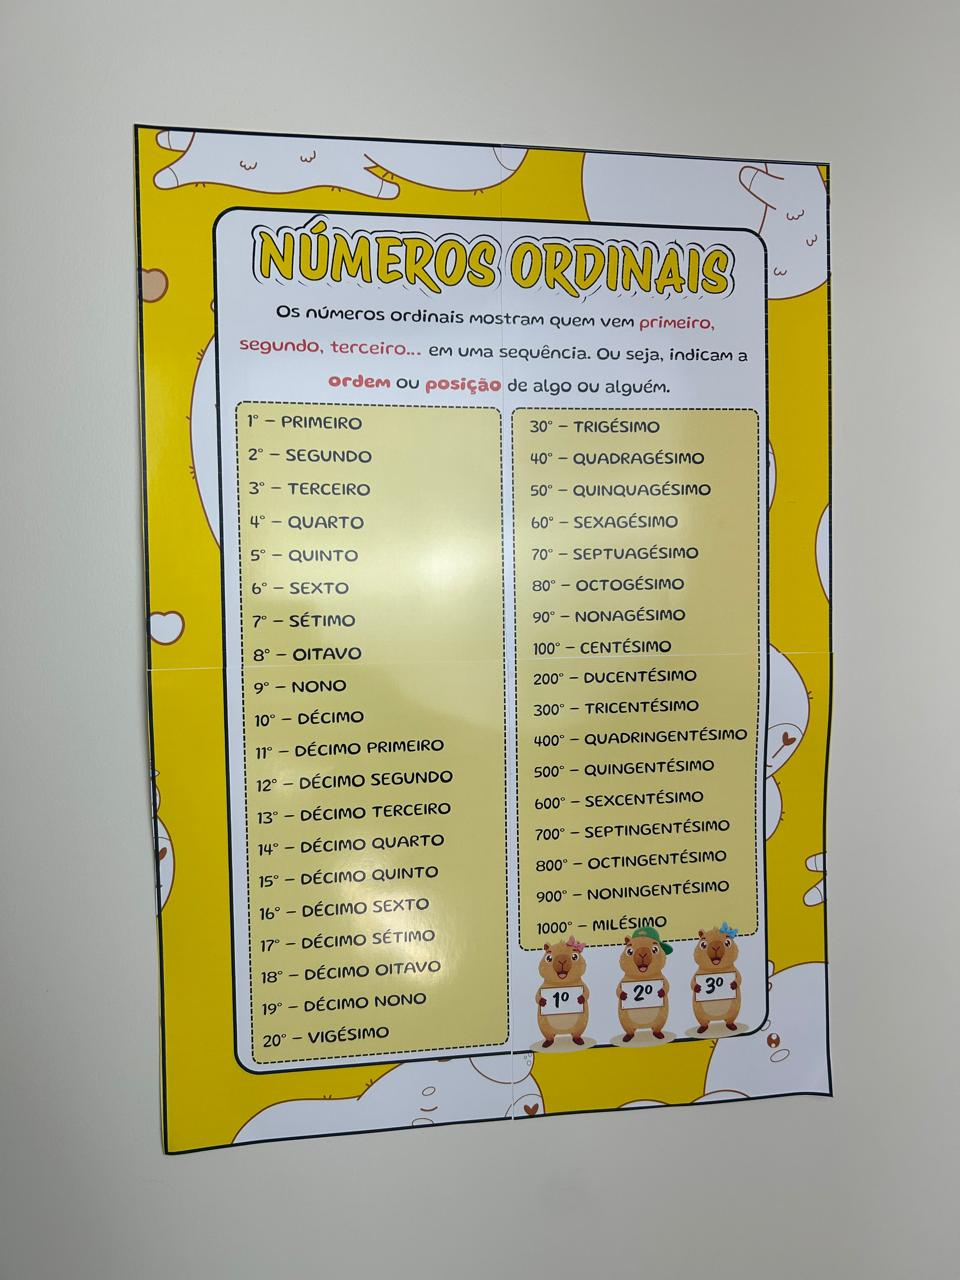 NÚMEROS ORDINAIS
Os números ordinais mostram quem vem primeiro,
segundo, terceiro... em uma sequência. Ou seja, indicam a
ordem ou posição de algo ou alguém.
1° – PRIMEIRO
2° – SEGUNDO
3° – TERCEIRO
4° – QUARTO
5° – QUINTO
6° – SEXTO
7° – SÉTIMO
8° – OITAVO
9° – NONO
10° – DÉCIMO
11° – DÉCIMO PRIMEIRO
12° – DÉCIMO SEGUNDO
13° – DÉCIMO TERCEIRO
14° – DÉCIMO QUARTO
15° – DÉCIMO QUINTO
16° – DÉCIMO SEXTO
17° – DÉCIMO SÉTIMO
18° – DÉCIMO OITAVO
19° – DÉCIMO NONO
20° – VIGÉSIMO
30° – TRIGÉSIMO
40° – QUADRAGÉSIMO
50° – QUINQUAGÉSIMO
60° – SEXAGÉSIMO
70° – SEPTUAGÉSIMO
80° – OCTOGÉSIMO
90° – NONAGÉSIMO
100° – CENTÉSIMO
200° – DUCENTÉSIMO
300° – TRICENTÉSIMO
400° – QUADRINGENTÉSIMO
500° – QUINGENTÉSIMO
600° – SEXCENTÉSIMO
700° – SEPTINGENTÉSIMO
800° – OCTINGENTÉSIMO
900° – NONINGENTÉSIMO
1000° – MILÉSIMO
1º
2º
3º